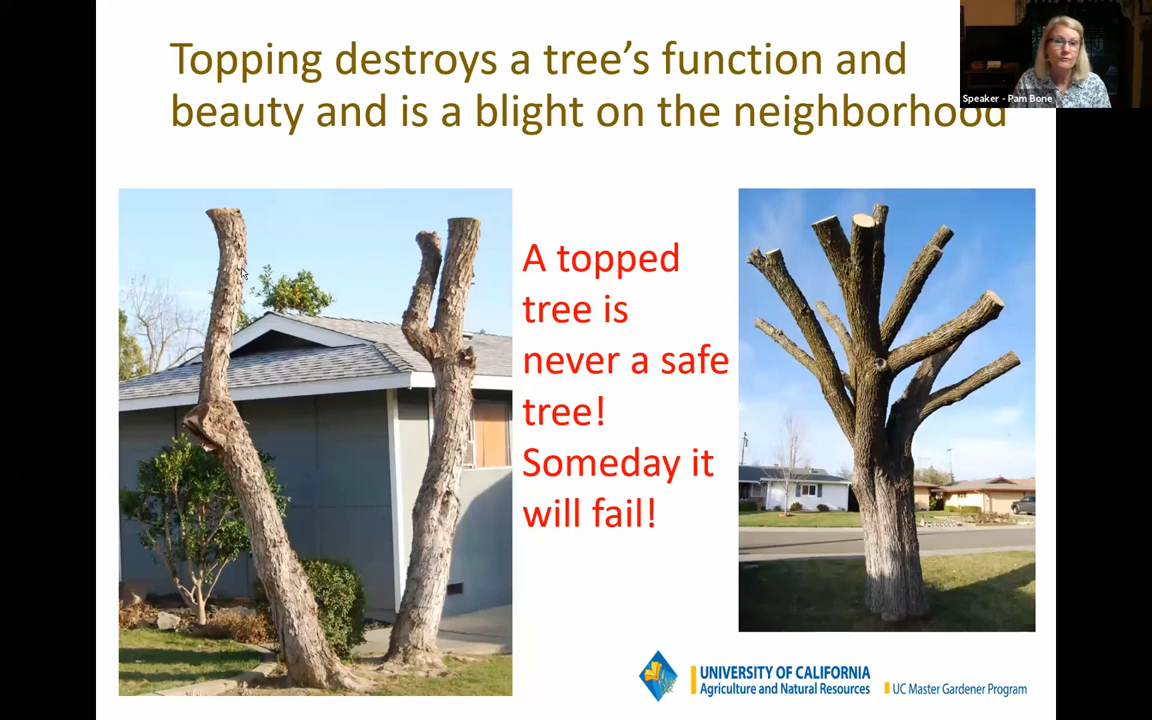 Topping destroys a tree's function and
beauty and is a blight on the neighborhood
Speaker - Pam Bone
A topped
tree is
never a safe
tree!
Someday it
will fail!
UNIVERSITY OF CALIFORNIA
Agriculture and Natural Resources
UC Master Gardener Program